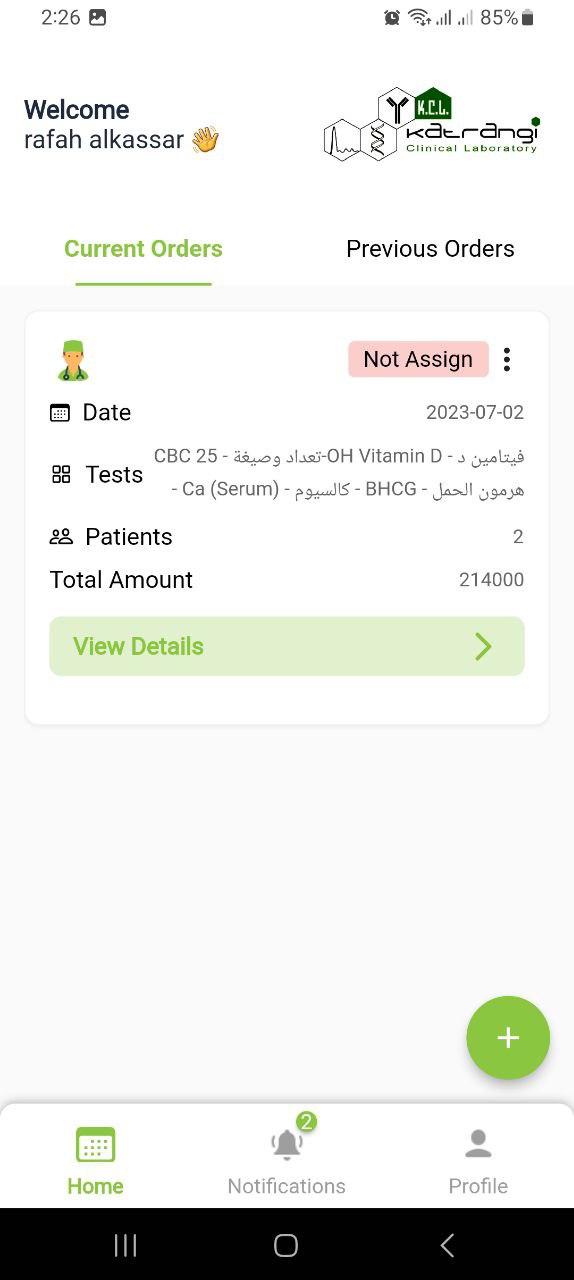 2:26
85%
Welcome
rafah alkassar 👋
K.C.L.
katrangi
Clinical Laboratory
Current Orders
Previous Orders
Not Assign
Date
2023-07-02
Tests
فيتامين د - OH Vitamin D-تعداد وصيغة - CBC 25
هرمون الحمل - BHCG - كالسيوم - Ca (Serum) -
Patients
2
Total Amount
214000
View Details
+
2
Home
Notifications
Profile